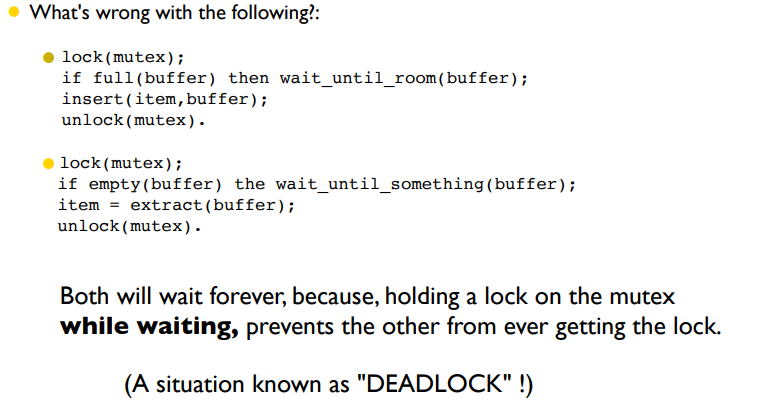 What's wrong with the following?:
lock(mutex);
if full(buffer) then wait_until_room(buffer);
insert(item,buffer);
unlock(mutex).
lock(mutex);
if empty(buffer) the wait_until_something(buffer);
item = extract(buffer);
unlock(mutex).
Both will wait forever, because, holding a lock on the mutex
while waiting, prevents the other from ever getting the lock.
(A situation known as "DEADLOCK" !)